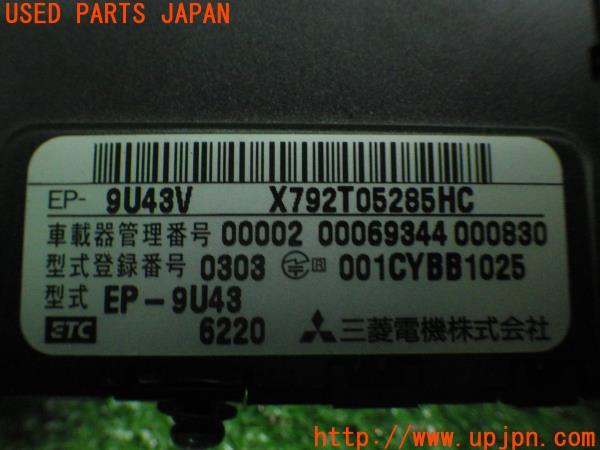 USED PARTS JAPAN
EP- 9U43V X792T05285HC
車載器管理番号 00002 00069344 000830
型式登録番号 0303 R 001CYBB1025
型式 EP-9U43
ETC 6220 三菱電機株式会社
http://www.upjpn.com/